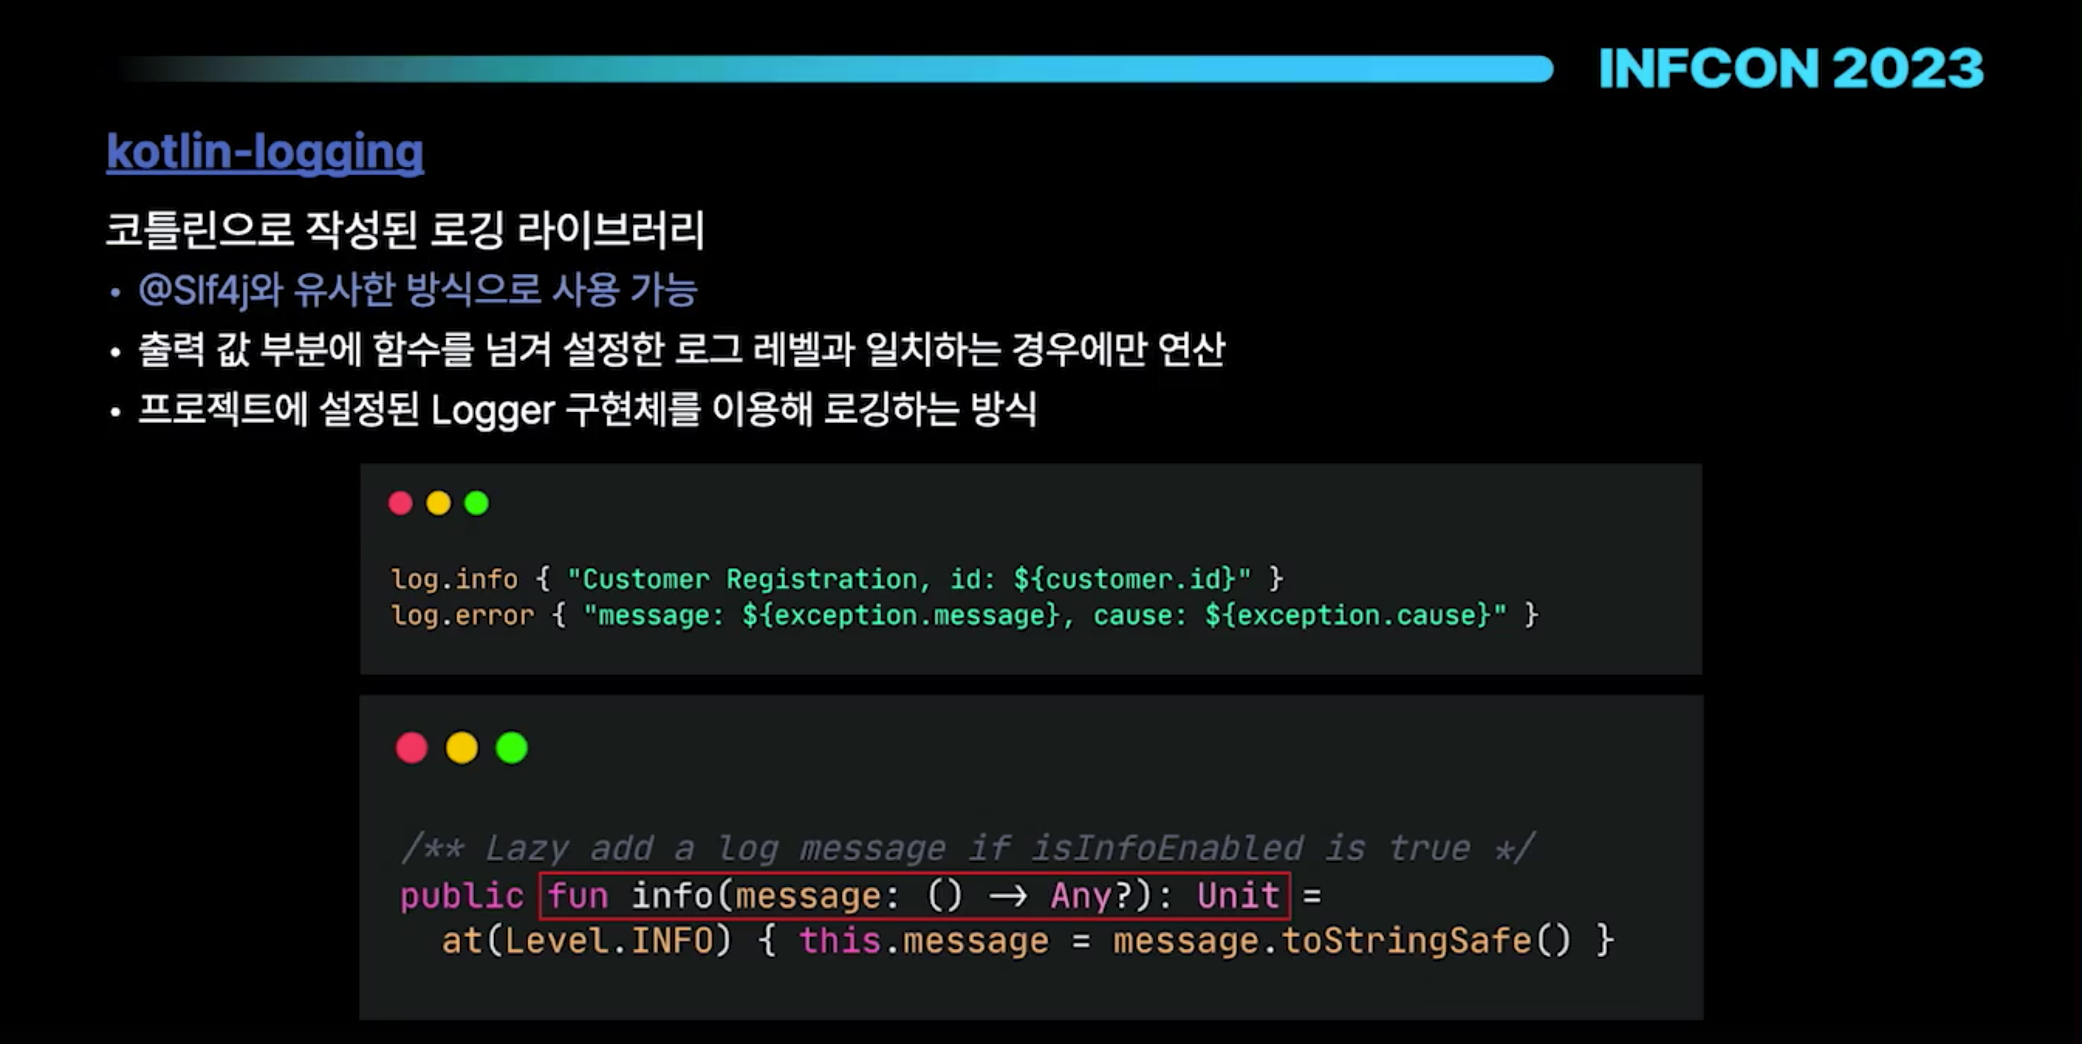 INFCON 2023
kotlin-logging
코틀린으로 작성된 로깅 라이브러리
• @Slf4j와 유사한 방식으로 사용 가능
• 출력 값 부분에 함수를 넘겨 설정한 로그 레벨과 일치하는 경우에만 연산
• 프로젝트에 설정된 Logger 구현체를 이용해 로깅하는 방식
log.info { "Customer Registration, id: ${customer.id}" }
log.error { "message: ${exception.message}, cause: ${exception.cause}" }
/** Lazy add a log message if isInfoEnabled is true */
public fun info(message: () → Any?): Unit =
at(Level.INFO) { this.message = message.toStringSafe() }